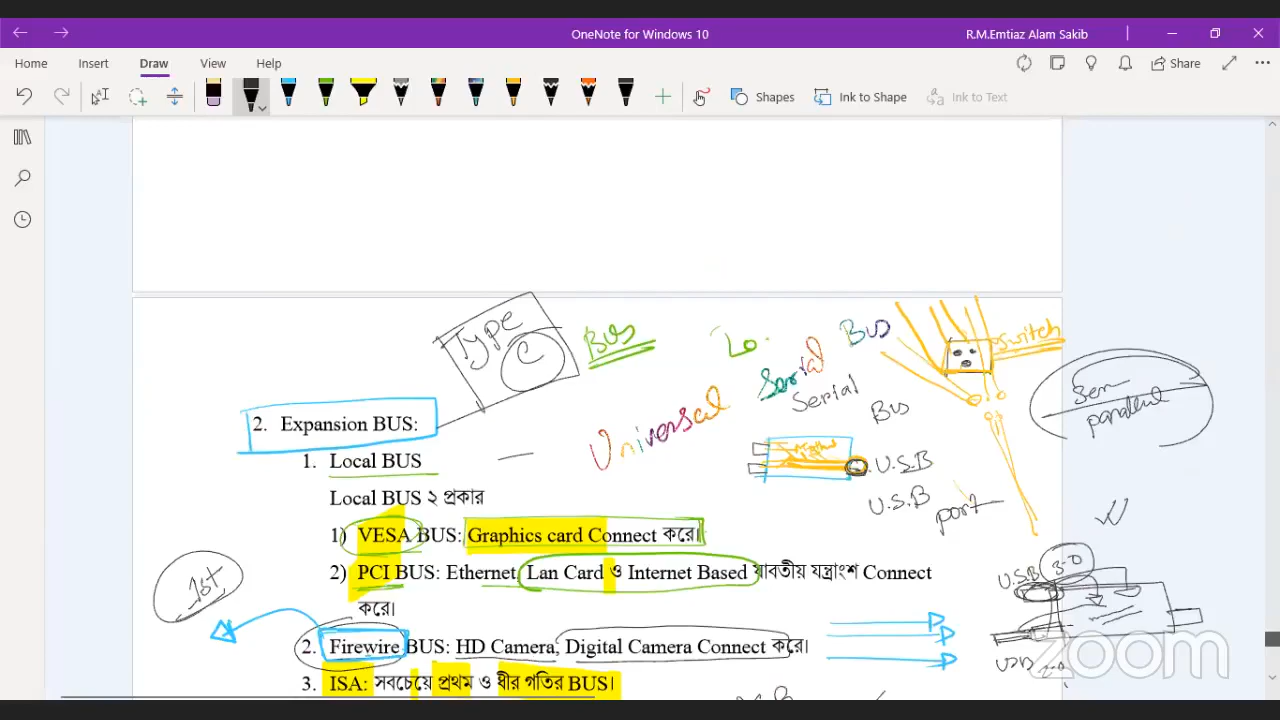 OneNote for Windows 10
R.M.Emtiaz Alam Sakib
Home Insert Draw View Help
Share
Shapes Ink to Shape Ink to Text
Type C
BUS
Lo
Universal
Serial
BUS
Switch
Serial
Bus
U.S.B
U.S.B
port
2. Expansion BUS:
1. Local BUS
Local BUS ২ প্রকার
1) VESA BUS: Graphics card Connect করে।
2) PCI BUS: Ethernet, Lan Card ও Internet Based যাবতীয় যন্ত্রাংশ Connect
করে।
1st
U.S.B 3.0
2. Firewire BUS: HD Camera, Digital Camera Connect করে।
3. ISA: সবচেয়ে প্রথম ও ধীর গতির BUS।
zoom